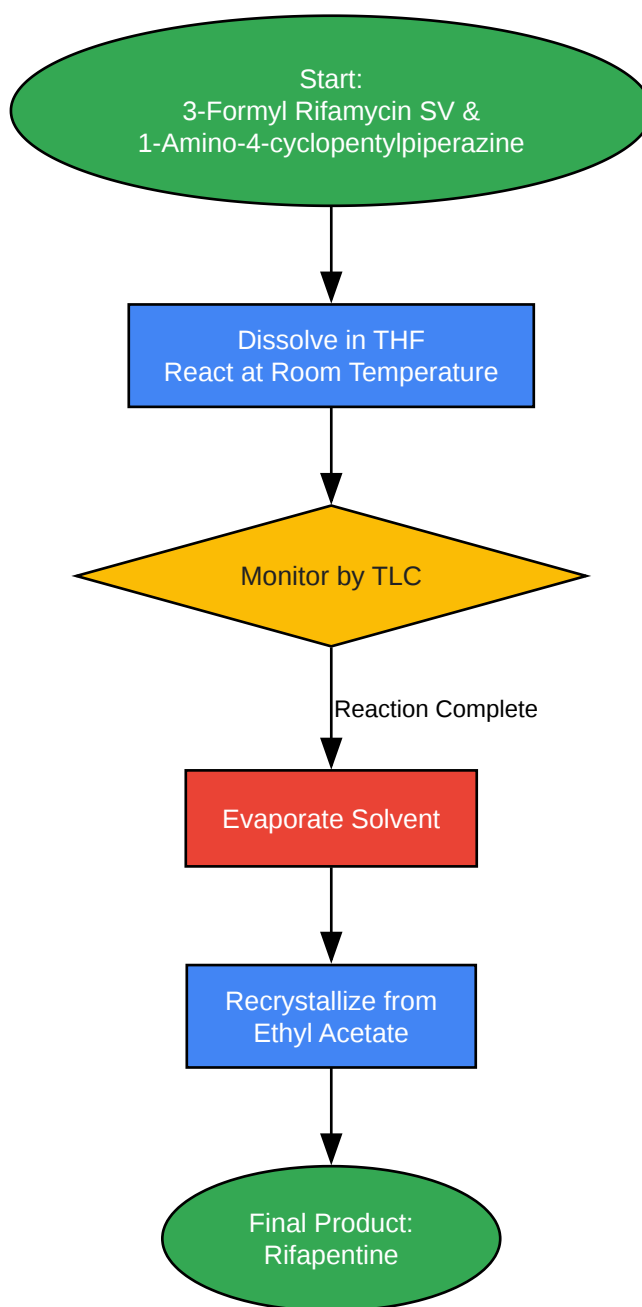 Start:
3-Formyl Rifamycin SV &
1-Amino-4-cyclopentylpiperazine
Dissolve in THF
React at Room Temperature
Monitor by TLC
Reaction Complete
Evaporate Solvent
Recrystallize from
Ethyl Acetate
Final Product:
Rifapentine